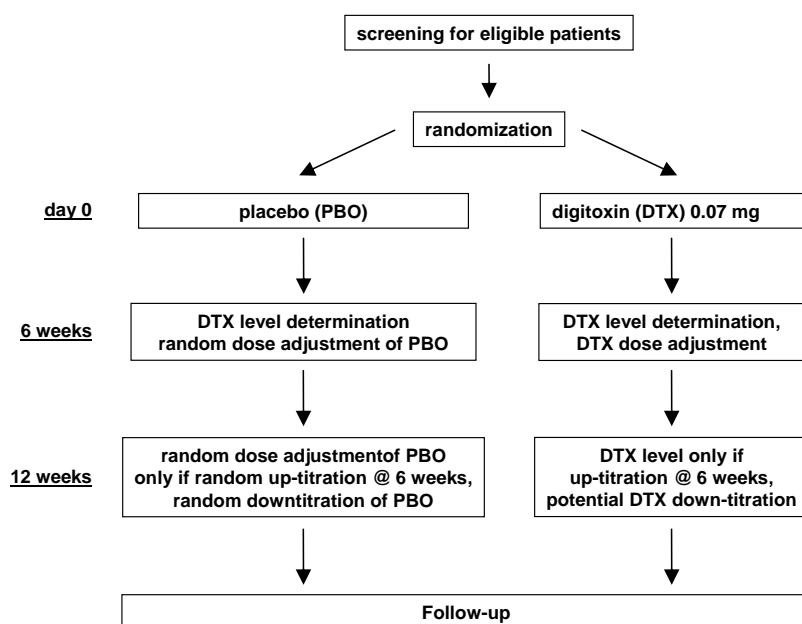 screening for eligible patients
randomization
day 0
placebo (PBO)
digitoxin (DTX) 0.07 mg
6 weeks
DTX level determination
random dose adjustment of PBO
DTX level determination,
DTX dose adjustment
12 weeks
random dose adjustmentof PBO
only if random up-titration @ 6 weeks,
random downtitration of PBO
DTX level only if
up-titration @ 6 weeks,
potential DTX down-titration
Follow-up